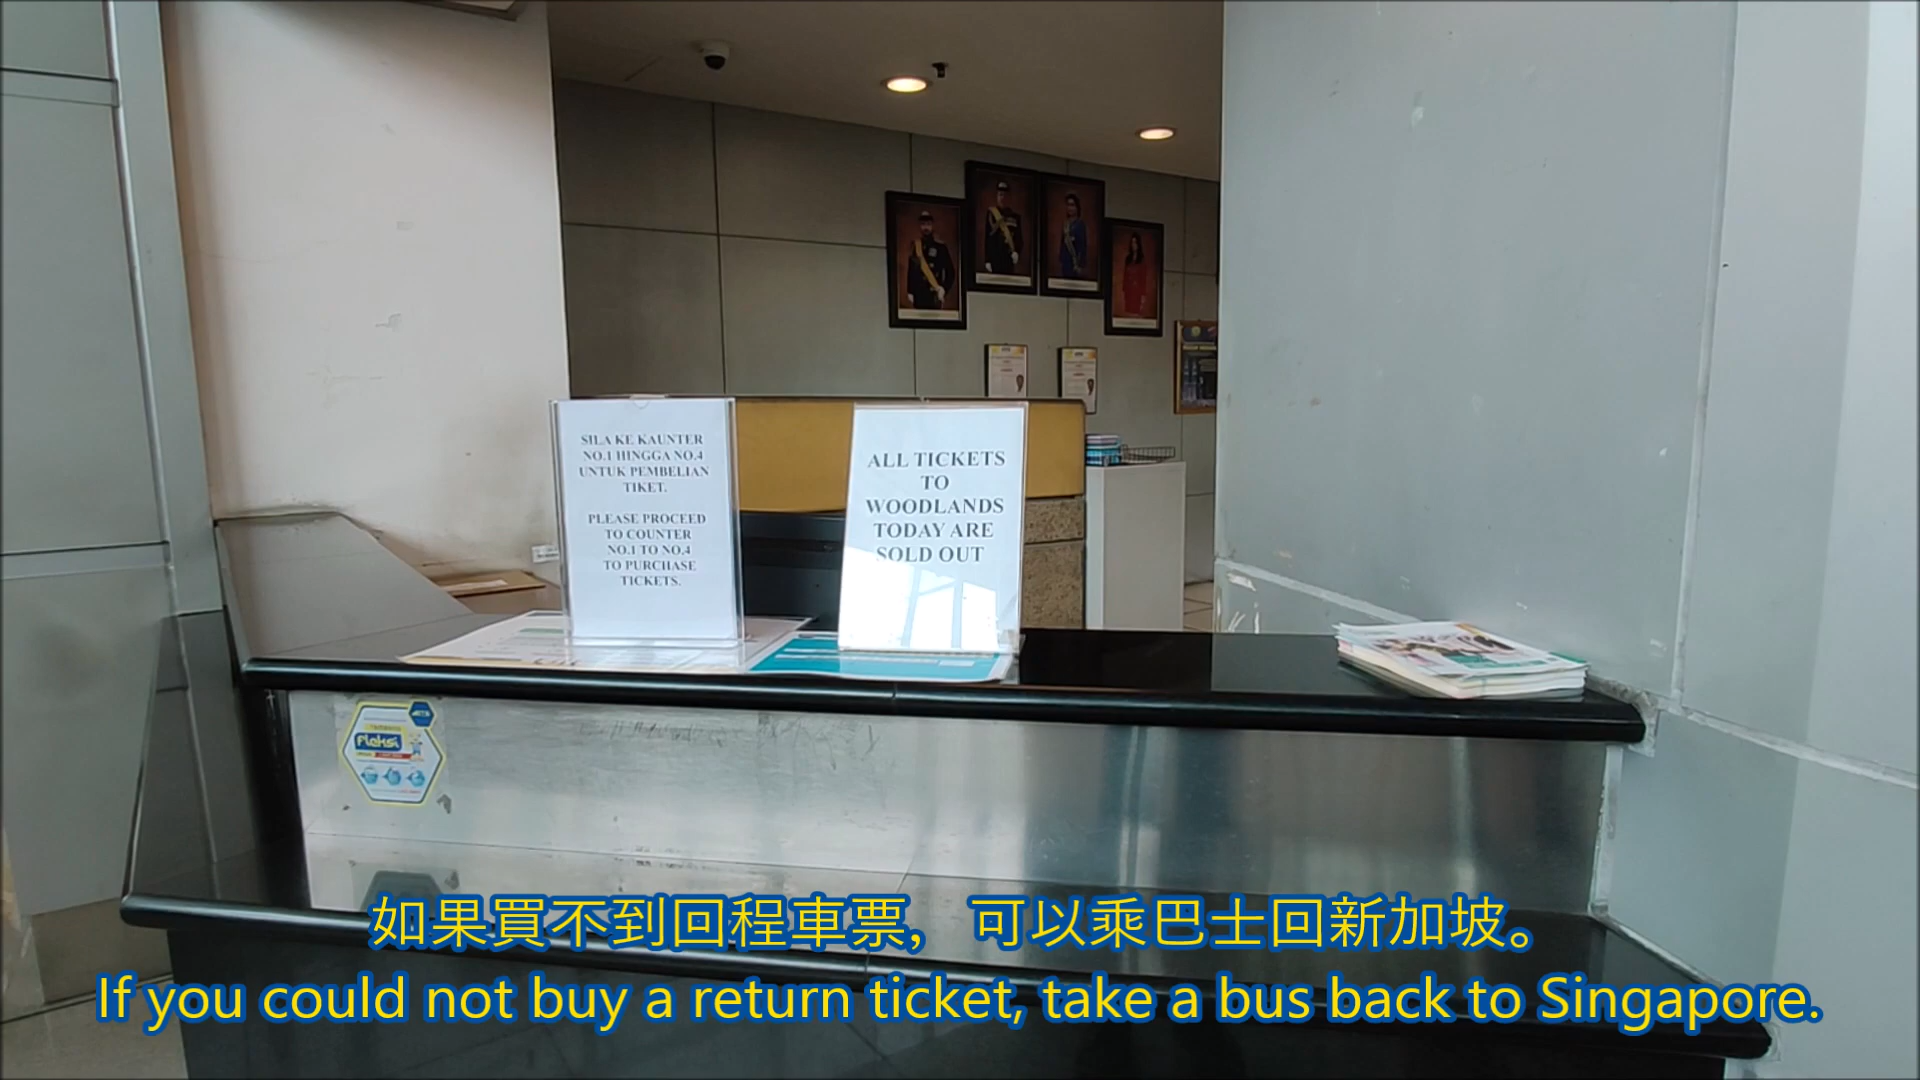 SILA KE KAUNTER
NO.1 HINGGA NO.4
UNTUK PEMBELIAN
TIKET.
PLEASE PROCEED
TO COUNTER
NO.1 TO NO.4
TO PURCHASE
TICKETS.
ALL TICKETS
TO
WOODLANDS
TODAY ARE
SOLD OUT
Fleksi
如果買不到回程車票, 可以乘巴士回新加坡。
If you could not buy a return ticket, take a bus back to Singapore.